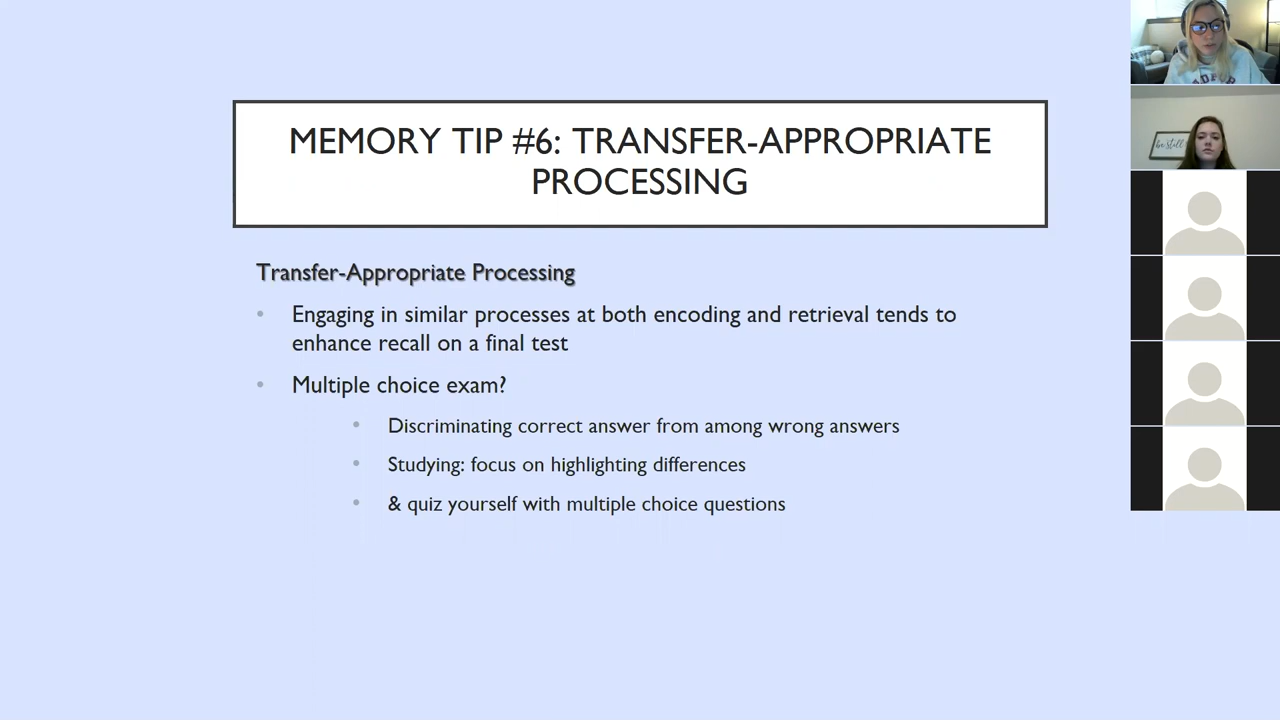 MEMORY TIP #6: TRANSFER-APPROPRIATE
PROCESSING
Transfer-Appropriate Processing
• Engaging in similar processes at both encoding and retrieval tends to
enhance recall on a final test
• Multiple choice exam?
• Discriminating correct answer from among wrong answers
• Studying: focus on highlighting differences
• & quiz yourself with multiple choice questions
be still